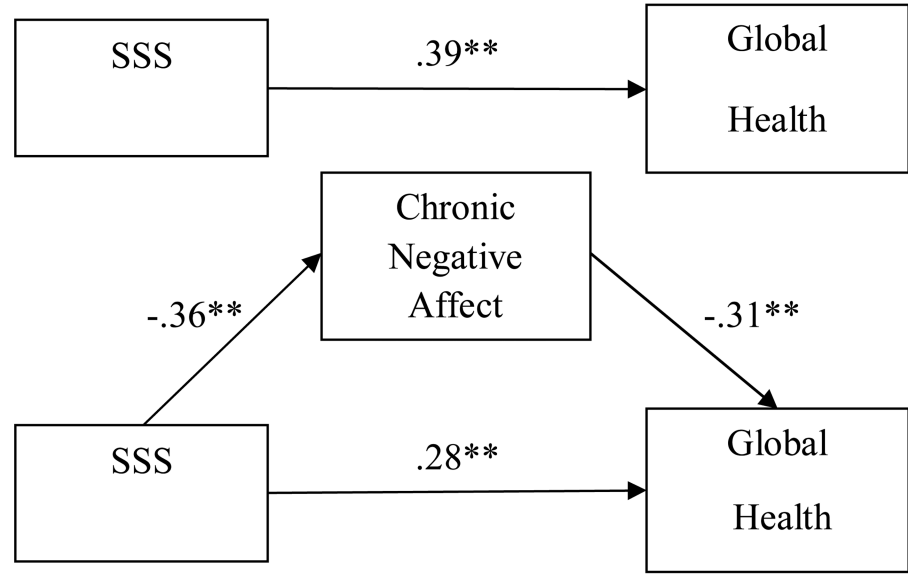 SSS
.39**
Global
Health
Chronic
Negative
Affect
-.36**
-.31**
SSS
.28**
Global
Health